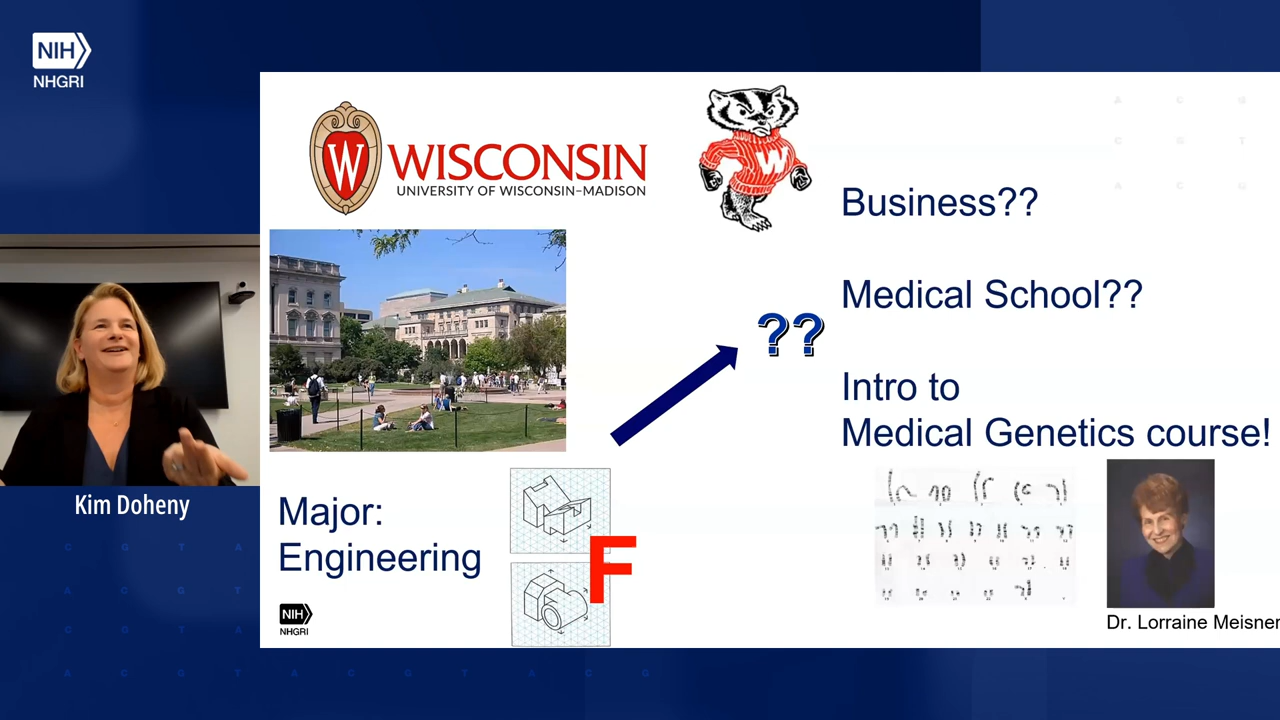 NIH
NHGRI
W WISCONSIN
UNIVERSITY OF WISCONSIN–MADISON
W
Business??
Medical School??
??
Intro to
Medical Genetics course!
Kim Doheny
Major:
Engineering
F
NIH
NHGRI
Dr. Lorraine Meisner
A C G
C G T
A C G
C G T A
A C G T
C G T A
A C G T A C G T A C G